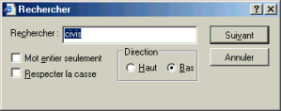 Rechercher
Rechercher : civis
Suivant
Mot entier seulement
Direction
Annuler
Respecter la casse
Haut
Bas